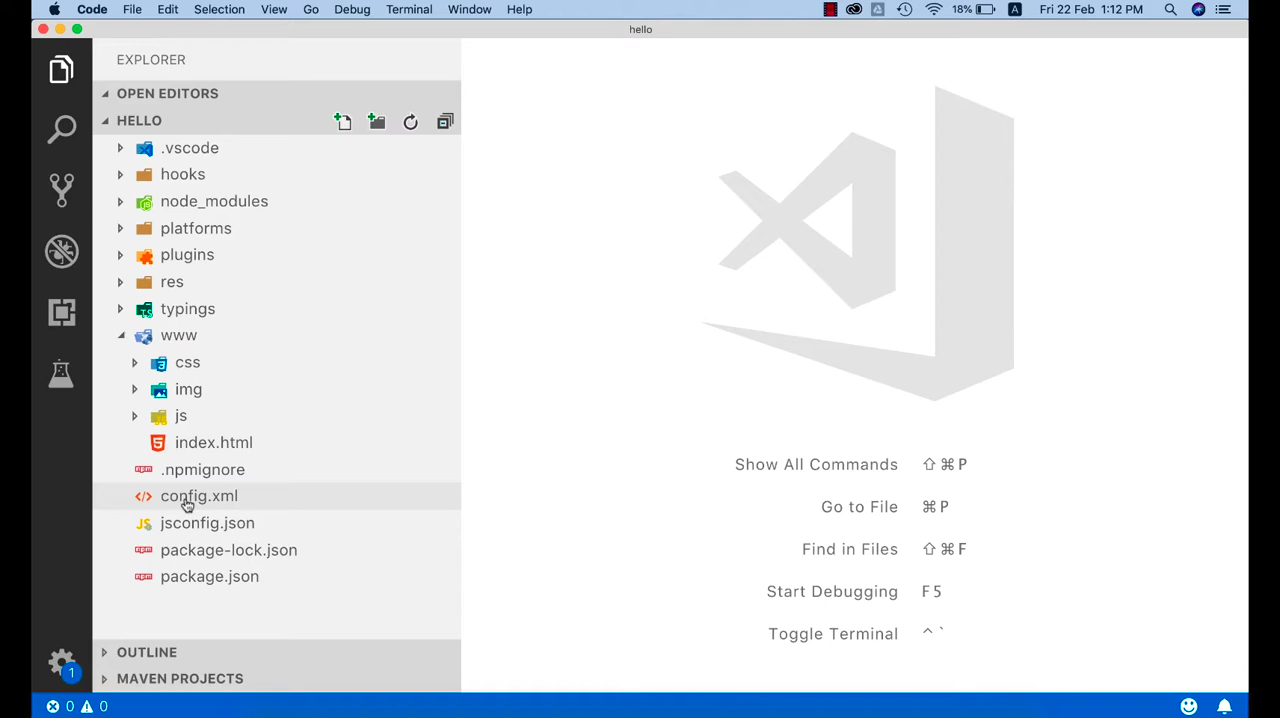 Code File Edit Selection View Go Debug Terminal Window Help 18% A Fri 22 Feb 1:12 PM
hello
EXPLORER
OPEN EDITORS
HELLO
.vscode
hooks
node_modules
platforms
plugins
res
typings
www
css
img
js
index.html
.npmignore
config.xml
jsconfig.json
package-lock.json
package.json
OUTLINE
MAVEN PROJECTS
Show All Commands ⇧⌘P
Go to File ⌘P
Find in Files ⇧⌘F
Start Debugging F5
Toggle Terminal ^`
1
0 0